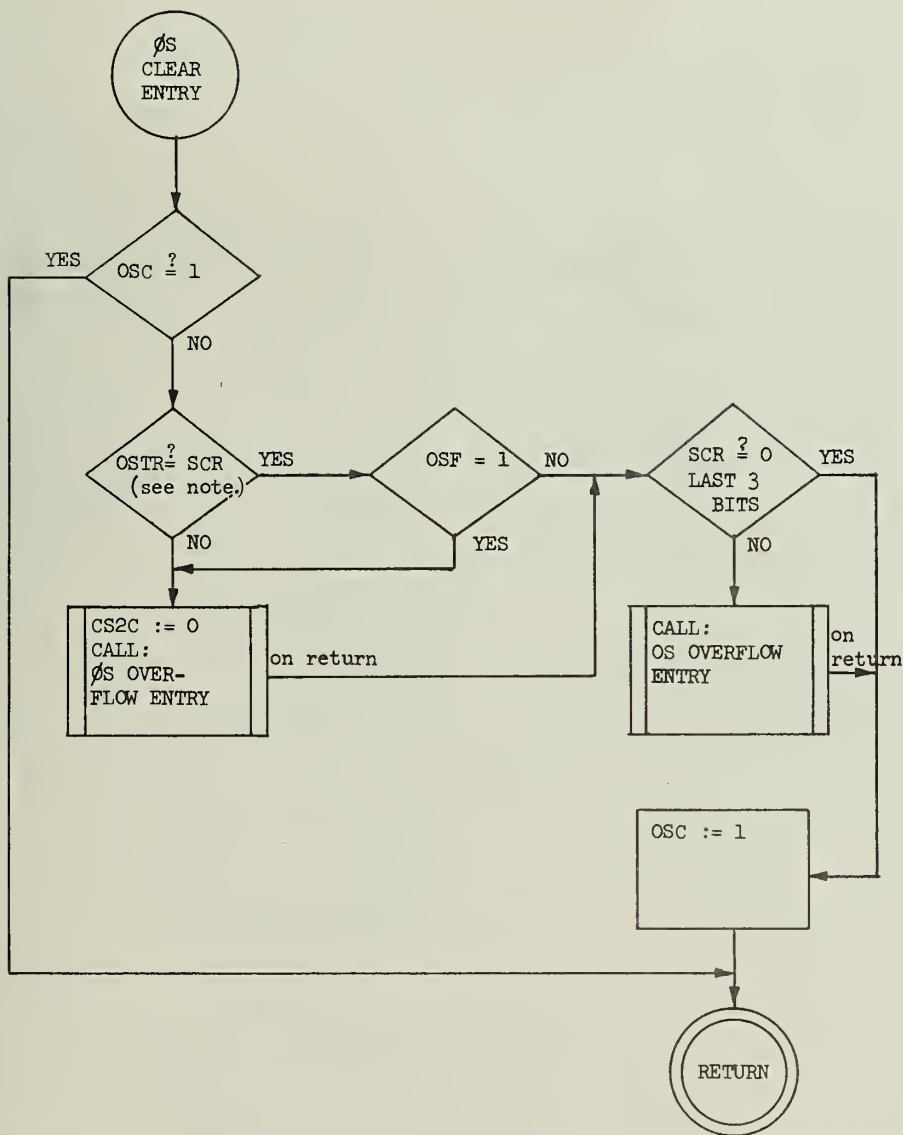 ØS
CLEAR
ENTRY
YES
OSC ≟ 1
NO
OSTR ≟ SCR
(see note.)
YES
OSF = 1
NO
SCR ≟ 0
LAST 3
BITS
YES
NO
YES
NO
CS2C := 0
CALL:
ØS OVER-
FLOW ENTRY
on return
CALL:
OS OVERFLOW
ENTRY
on
return
OSC := 1
RETURN